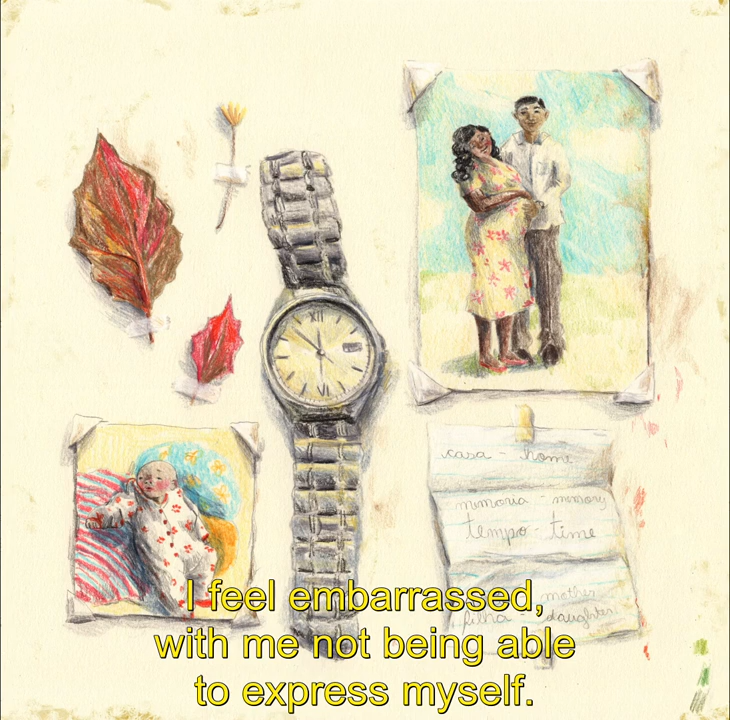 casa - home
memoria - memory
tempo - time
mother
filha daughter
I feel embarrassed,
with me not being able
to express myself.